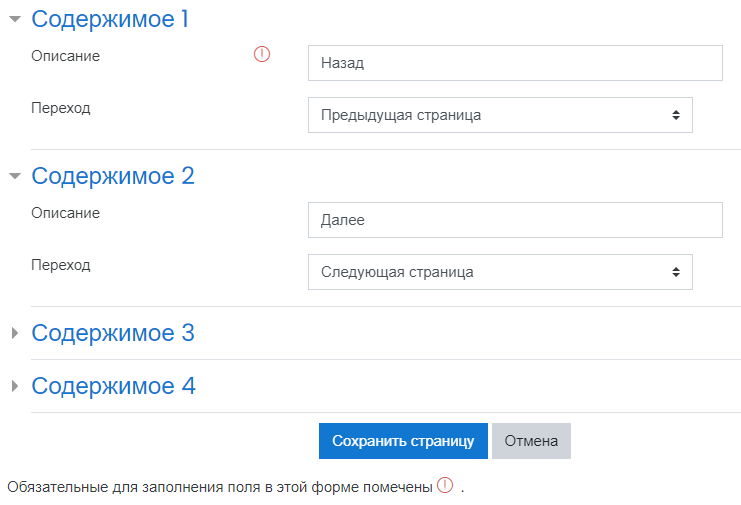 Содержимое 1
Описание
Назад
Переход
Предыдущая страница
Содержимое 2
Описание
Далее
Переход
Следующая страница
Содержимое 3
Содержимое 4
Сохранить страницу
Отмена
Обязательные для заполнения поля в этой форме помечены .